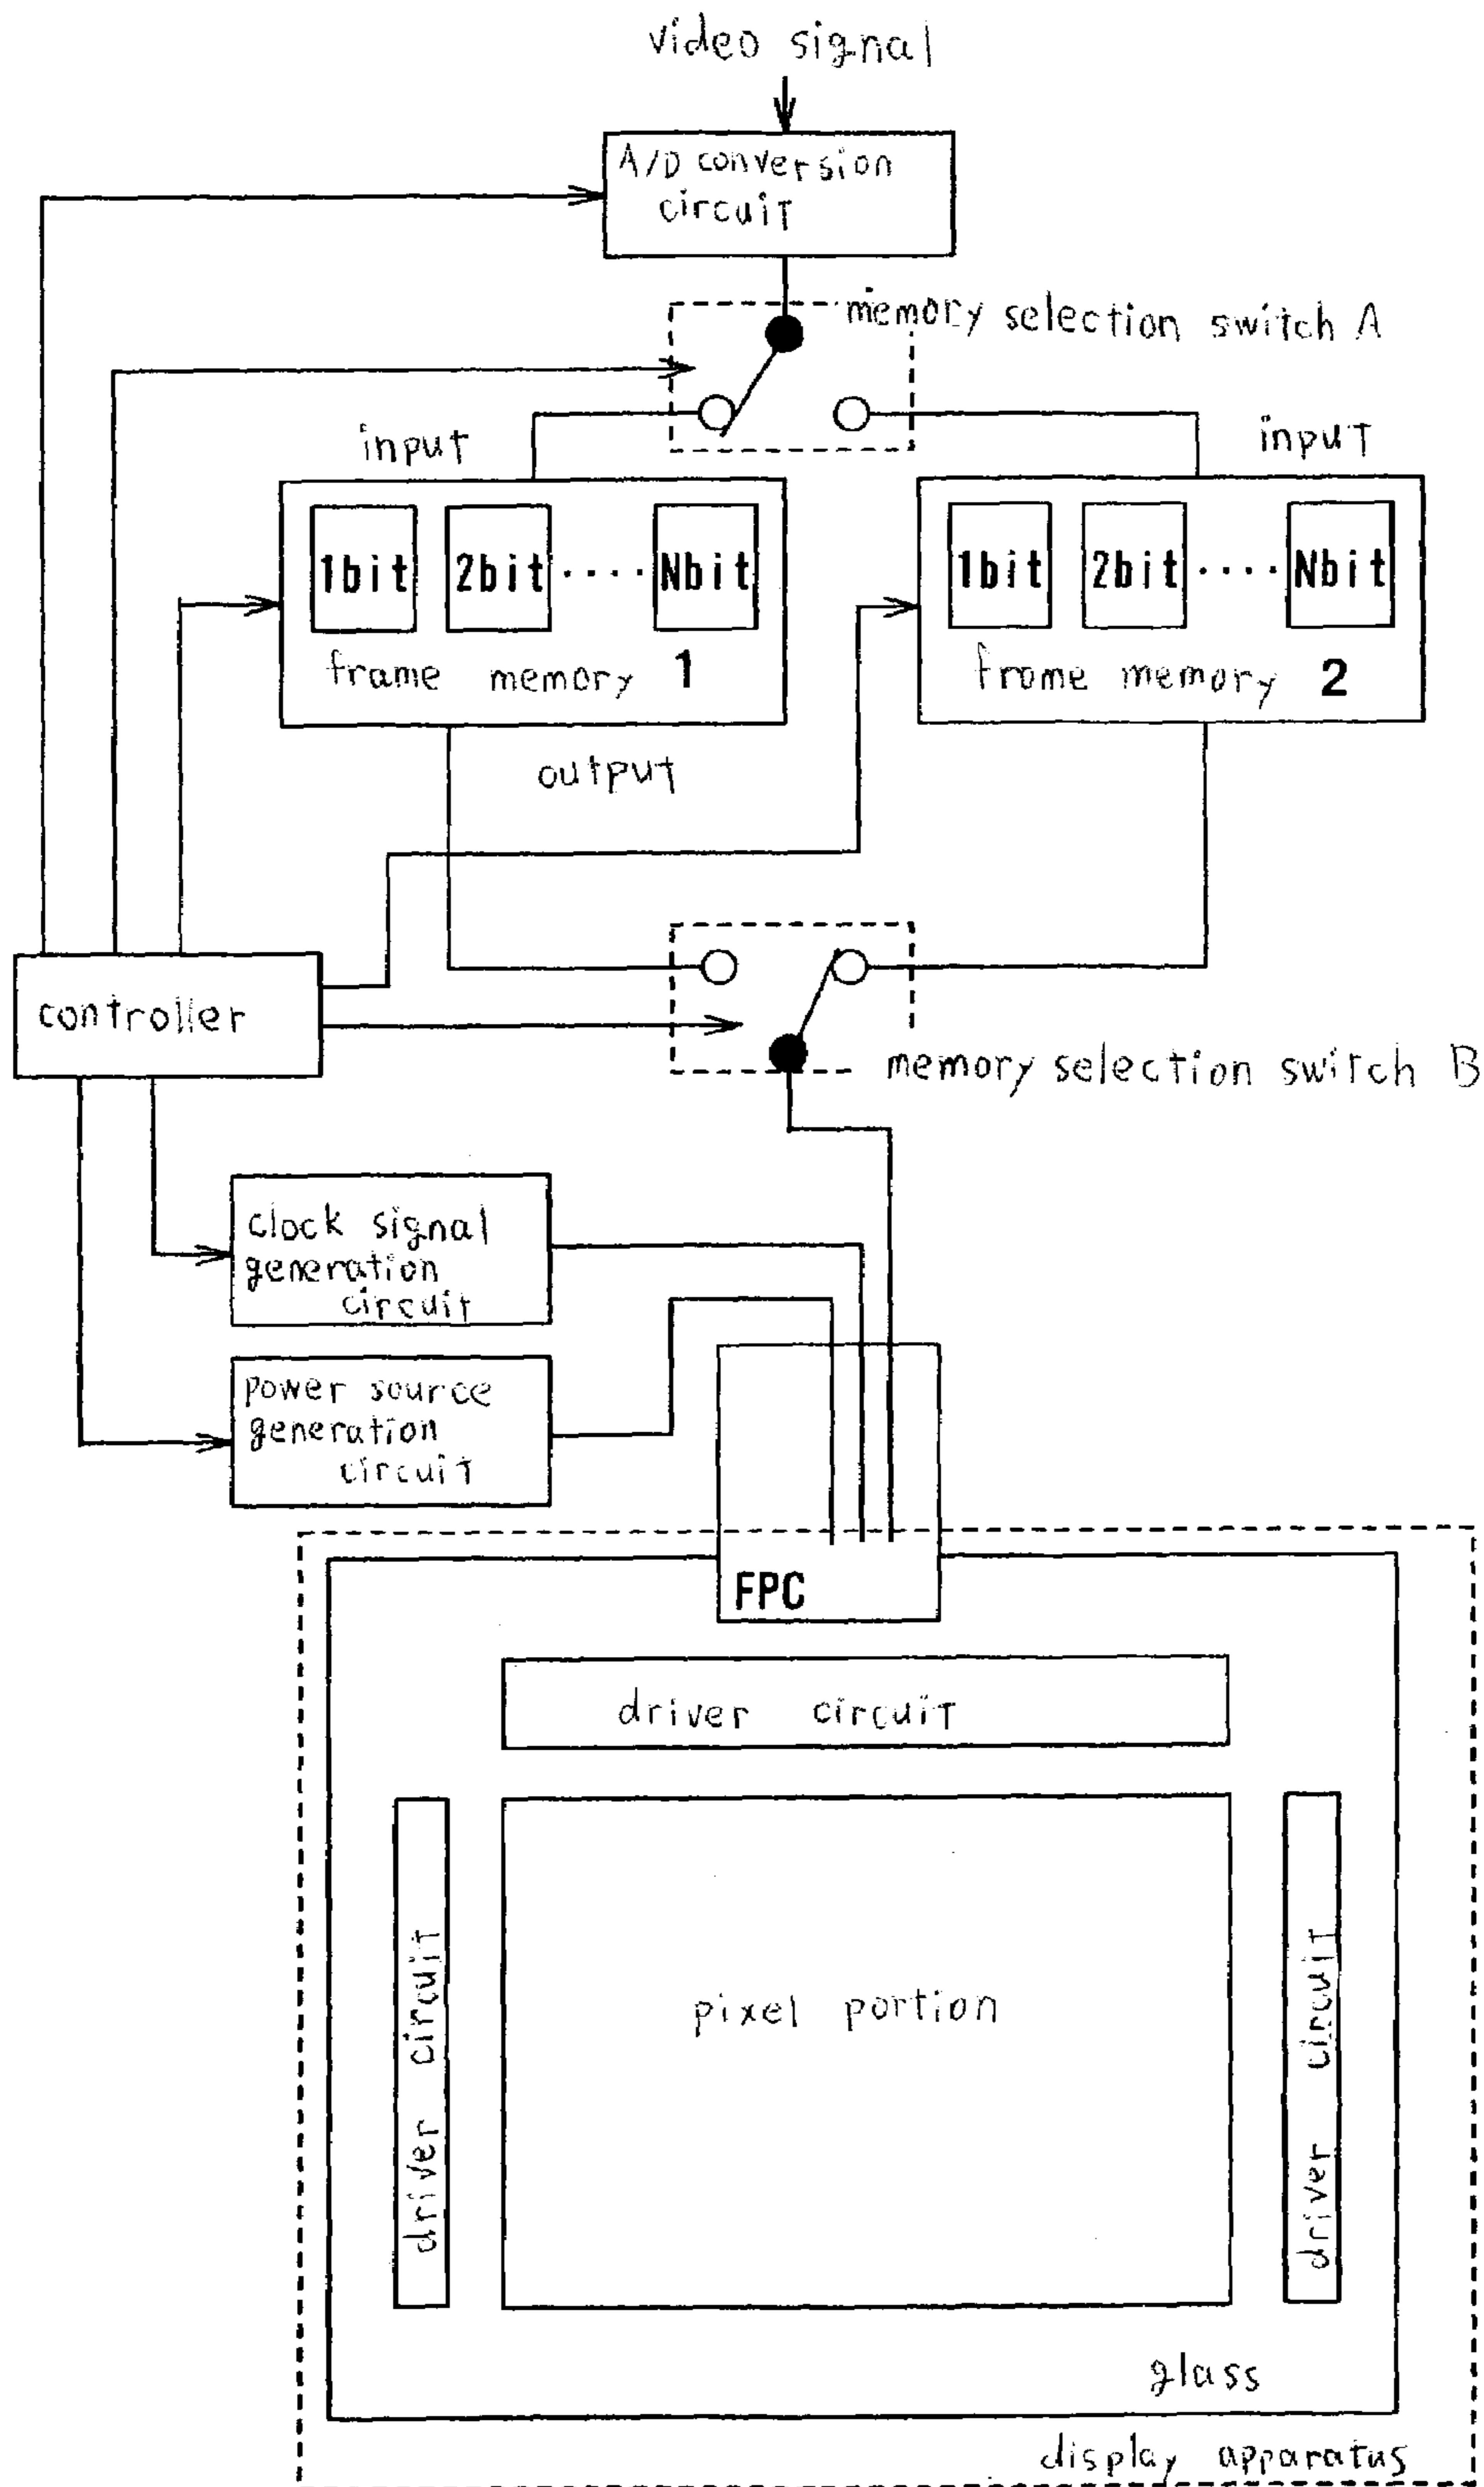 video signal
A/D conversion
circuit
memory selection switch A
input
input
1bit
2bit
....
Nbit
frame memory 1
1bit
2bit
....
Nbit
frome memory 2
output
controller
memory selection switch B
clock signal
generation
circuit
power source
generation
circuit
FPC
driver circuit
driver circuit
pixel portion
driver circuit
glass
display apparatus